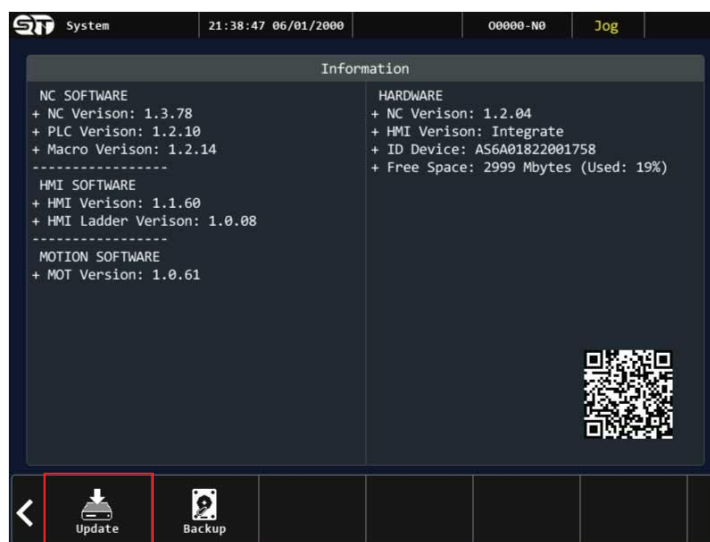 ST System 21:38:47 06/01/2000 O0000-N0 Jog
Information
NC SOFTWARE
+ NC Verison: 1.3.78
+ PLC Verison: 1.2.10
+ Macro Verison: 1.2.14
-----------------
HMI SOFTWARE
+ HMI Verison: 1.1.60
+ HMI Ladder Verison: 1.0.08
-----------------
MOTION SOFTWARE
+ MOT Version: 1.0.61
HARDWARE
+ NC Verison: 1.2.04
+ HMI Verison: Integrate
+ ID Device: AS6A01822001758
+ Free Space: 2999 Mbytes (Used: 19%)
Update
Backup